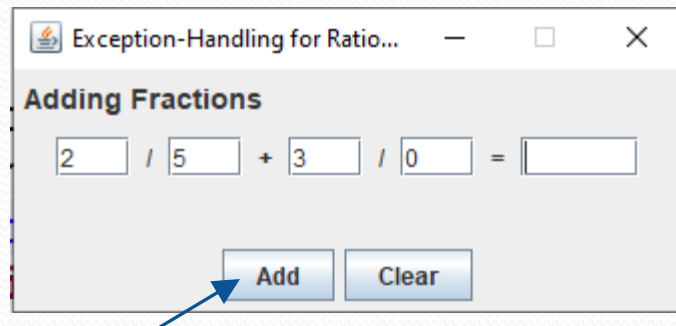 Exception-Handling for Ratio...
Adding Fractions
2 / 5 + 3 / 0 =
Add Clear